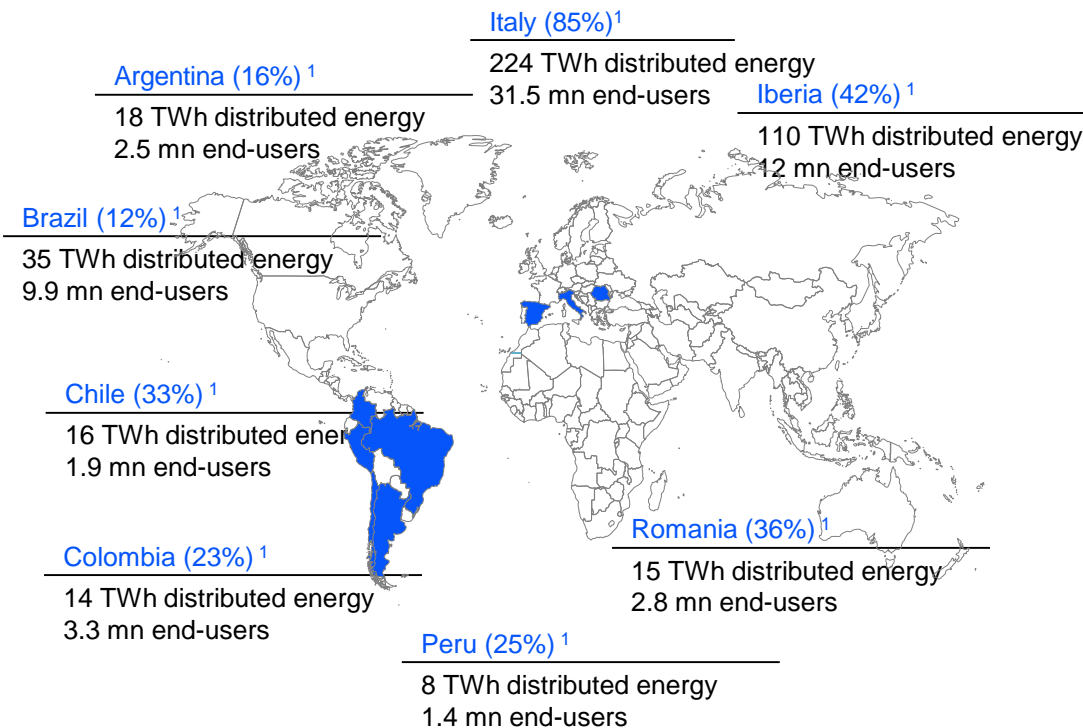 Italy (85%)¹
224 TWh distributed energy
31.5 mn end-users
Argentina (16%) ¹
18 TWh distributed energy
2.5 mn end-users
Iberia (42%) ¹
110 TWh distributed energy
12 mn end-users
Brazil (12%) ¹
35 TWh distributed energy
9.9 mn end-users
Chile (33%) ¹
16 TWh distributed ener
1.9 mn end-users
Colombia (23%) ¹
14 TWh distributed energy
3.3 mn end-users
Romania (36%) ¹
15 TWh distributed energy
2.8 mn end-users
Peru (25%) ¹
8 TWh distributed energy
1.4 mn end-users